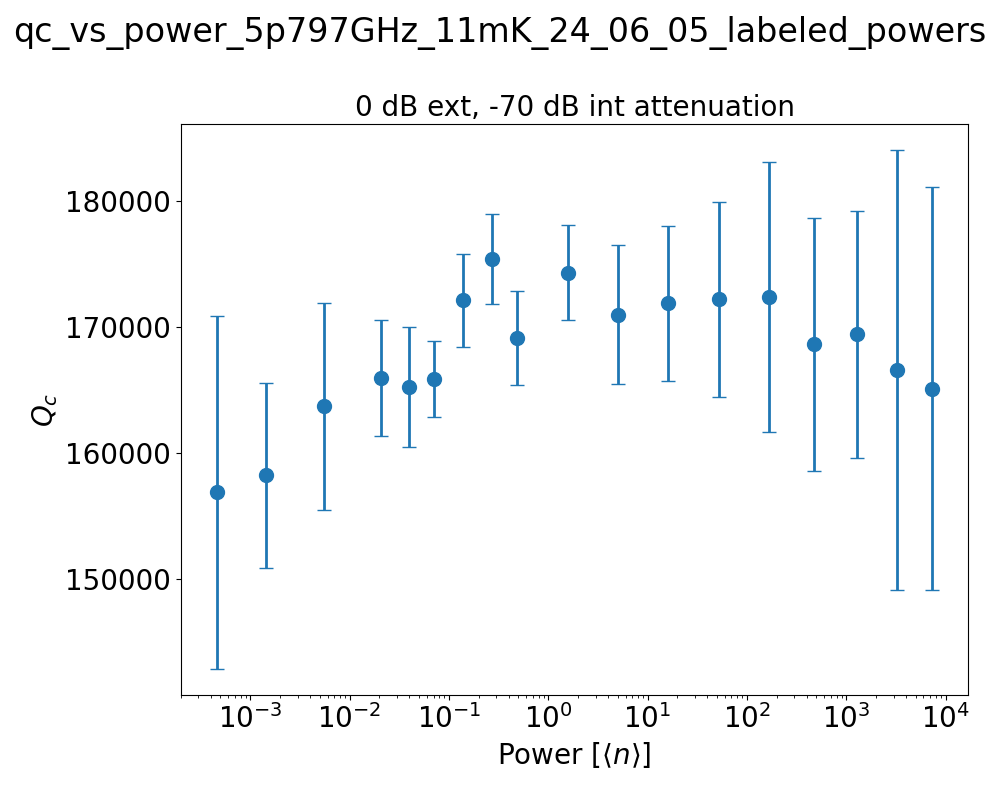 qc_vs_power_5p797GHz_11mK_24_06_05_labeled_powers
0 dB ext, -70 dB int attenuation
180000
170000
160000
150000
Q_c
10^{-3} 10^{-2} 10^{-1} 10^0 10^1 10^2 10^3 10^4
Power [⟨n⟩]